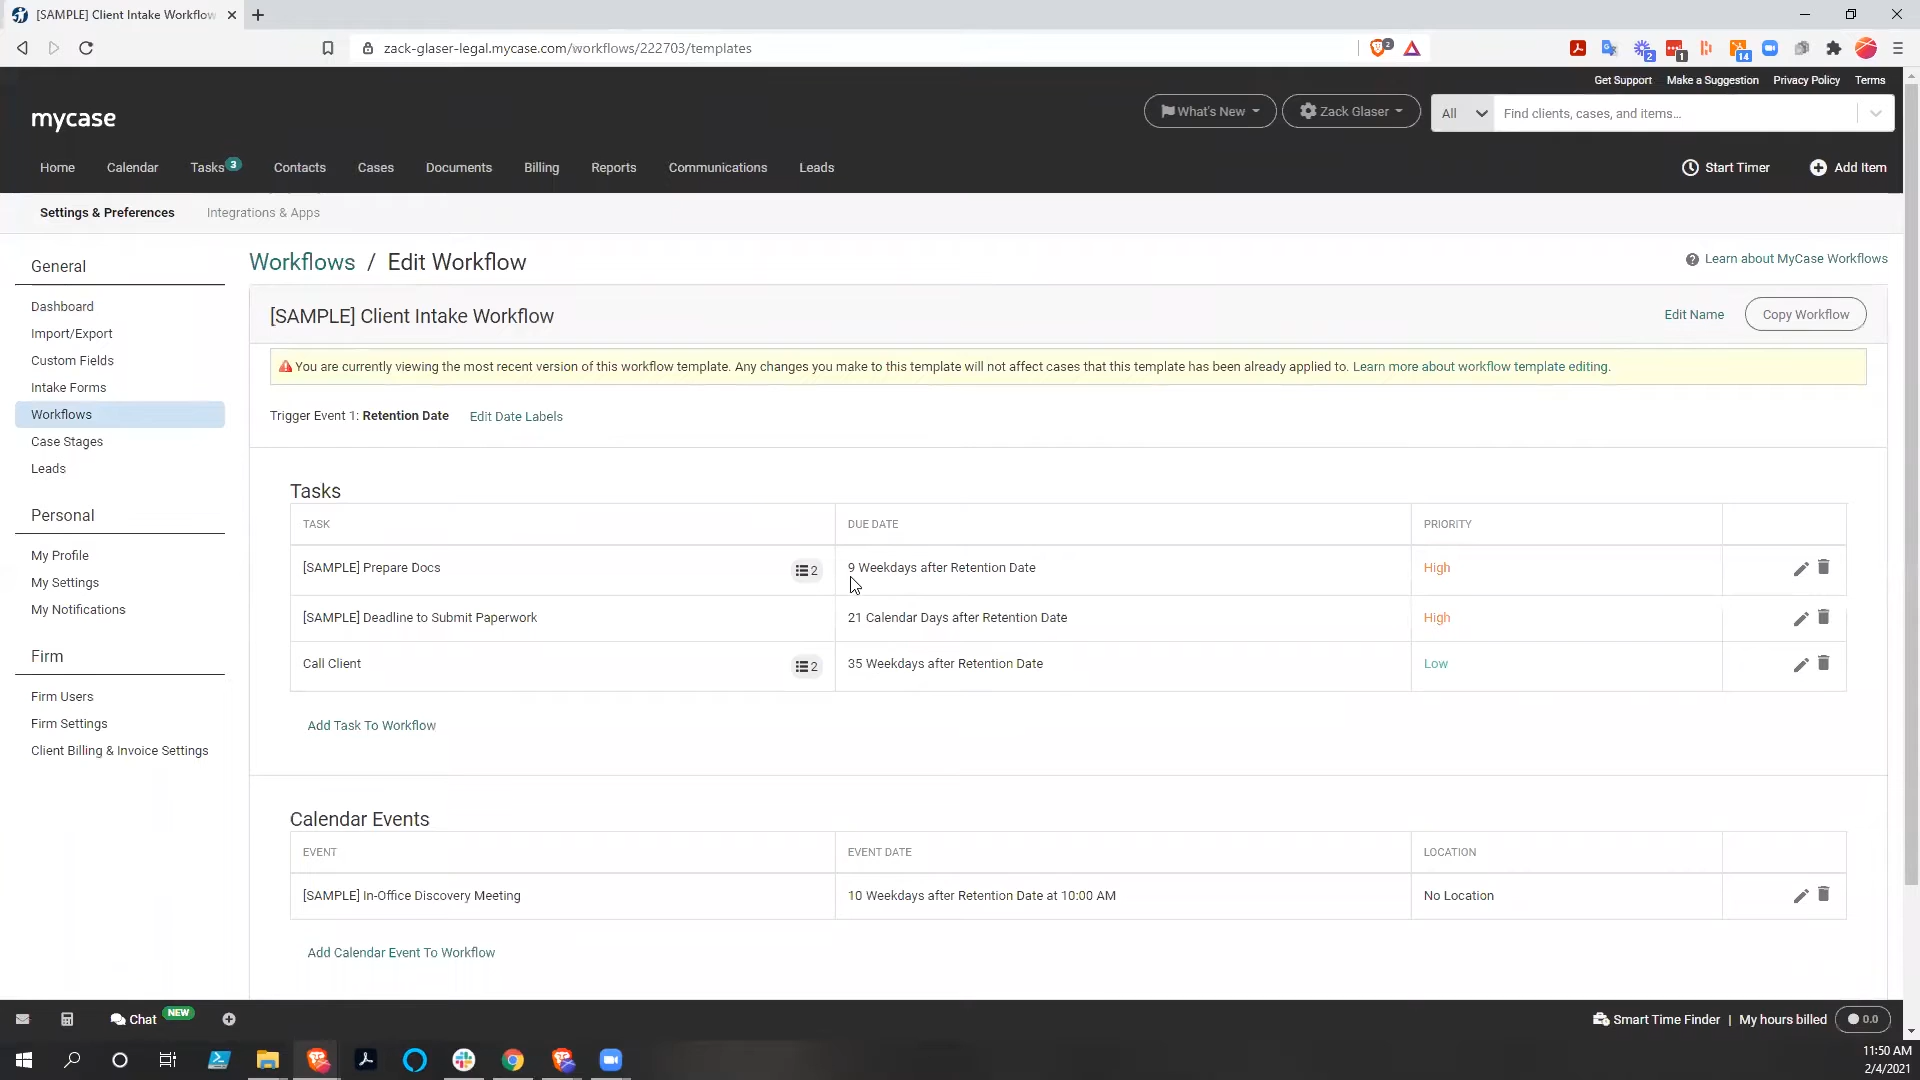 [SAMPLE] Client Intake Workflow
zack-glaser-legal.mycase.com/workflows/222703/templates
2
2
1
14
Get Support Make a Suggestion Privacy Policy Terms
mycase
What's New
Zack Glaser
All
Find clients, cases, and items...
Home Calendar Tasks 3 Contacts Cases Documents Billing Reports Communications Leads
Start Timer
Add Item
Settings & Preferences Integrations & Apps
General
Dashboard
Import/Export
Custom Fields
Intake Forms
Workflows
Case Stages
Leads
Personal
My Profile
My Settings
My Notifications
Firm
Firm Users
Firm Settings
Client Billing & Invoice Settings
Workflows / Edit Workflow
Learn about MyCase Workflows
[SAMPLE] Client Intake Workflow
Edit Name
Copy Workflow
You are currently viewing the most recent version of this workflow template. Any changes you make to this template will not affect cases that this template has been already applied to. Learn more about workflow template editing.
Trigger Event 1: Retention Date Edit Date Labels
Tasks
TASK DUE DATE PRIORITY
[SAMPLE] Prepare Docs 2 9 Weekdays after Retention Date High
[SAMPLE] Deadline to Submit Paperwork 21 Calendar Days after Retention Date High
Call Client 2 35 Weekdays after Retention Date Low
Add Task To Workflow
Calendar Events
EVENT EVENT DATE LOCATION
[SAMPLE] In-Office Discovery Meeting 10 Weekdays after Retention Date at 10:00 AM No Location
Add Calendar Event To Workflow
Chat NEW
Smart Time Finder | My hours billed 0.0
11:50 AM
2/4/2021